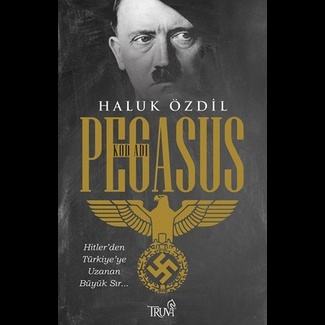 HALUK ÖZDİL
KOD ADI
PEGASUS
Hitler'den
Türkiye'ye
Uzanan
Büyük Sır...
TRUVA